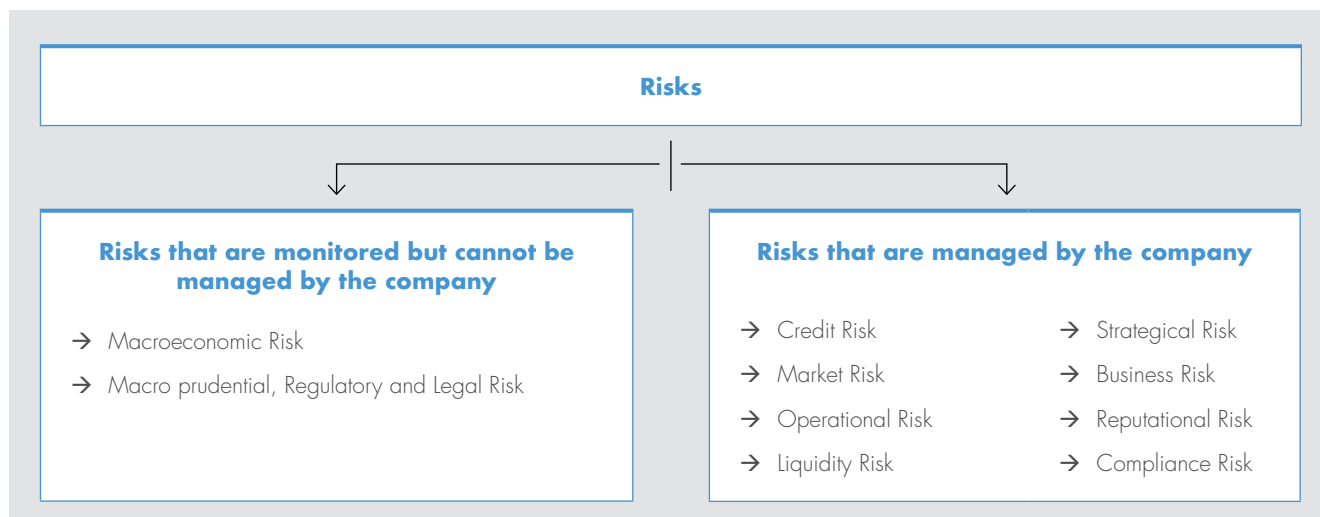 Risks
Risks that are monitored but cannot be
managed by the company
→ Macroeconomic Risk
→ Macro prudential, Regulatory and Legal Risk
Risks that are managed by the company
→ Credit Risk
→ Market Risk
→ Operational Risk
→ Liquidity Risk
→ Strategical Risk
→ Business Risk
→ Reputational Risk
→ Compliance Risk